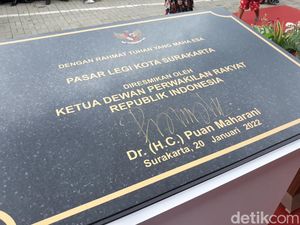 DENGAN RAHMAT TUHAN YANG MAHA ESA
PASAR LEGI KOTA SURAKARTA
DIRESMIKAN OLEH
KETUA DEWAN PERWAKILAN RAKYAT
REPUBLIK INDONESIA
Dr. (H.C.) Puan Maharani
Surakarta, 20 Januari 2022
detikcom